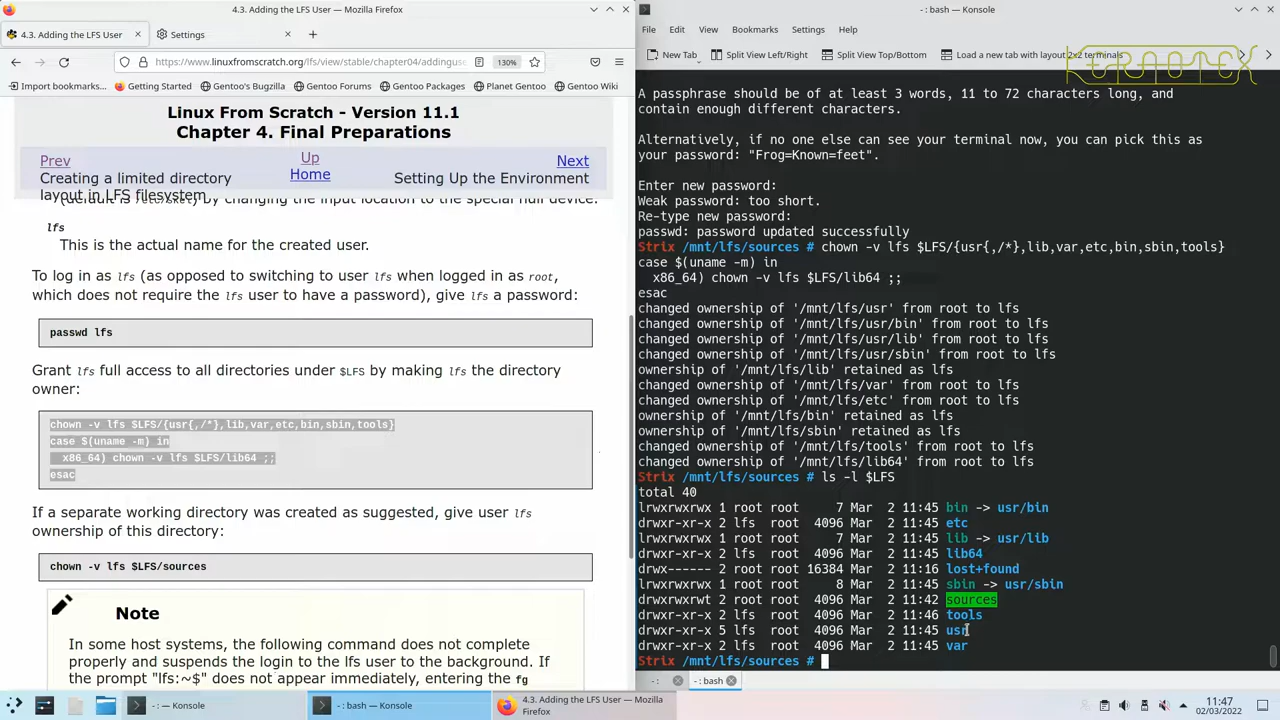 4.3. Adding the LFS User — Mozilla Firefox
4.3. Adding the LFS User
Settings
https://www.linuxfromscratch.org/lfs/view/stable/chapter04/addinguse
130%
Import bookmarks...
Getting Started
Gentoo's Bugzilla
Gentoo Forums
Gentoo Packages
Planet Gentoo
Gentoo Wiki
Linux From Scratch - Version 11.1
Chapter 4. Final Preparations
Prev
Creating a limited directory
layout in LFS filesystem
Up
Home
Next
Setting Up the Environment
(default is /etc/skel) by changing the input location to the special null device.
lfs
This is the actual name for the created user.
To log in as lfs (as opposed to switching to user lfs when logged in as root,
which does not require the lfs user to have a password), give lfs a password:
passwd lfs
Grant lfs full access to all directories under $LFS by making lfs the directory
owner:
chown -v lfs $LFS/{usr{,/*},lib,var,etc,bin,sbin,tools}
case $(uname -m) in
  x86_64) chown -v lfs $LFS/lib64 ;;
esac
If a separate working directory was created as suggested, give user lfs
ownership of this directory:
chown -v lfs $LFS/sources
Note
In some host systems, the following command does not complete
properly and suspends the login to the lfs user to the background. If
the prompt "lfs:~$" does not appear immediately, entering the fg
- : bash — Konsole
File Edit View Bookmarks Settings Help
New Tab
Split View Left/Right
Split View Top/Bottom
Load a new tab with layout 2x2 terminals
KERNOTEX
A passphrase should be of at least 3 words, 11 to 72 characters long, and
contain enough different characters.
Alternatively, if no one else can see your terminal now, you can pick this as
your password: "Frog=Known=feet".
Enter new password:
Weak password: too short.
Re-type new password:
passwd: password updated successfully
Strix /mnt/lfs/sources # chown -v lfs $LFS/{usr{,/*},lib,var,etc,bin,sbin,tools}
case $(uname -m) in
  x86_64) chown -v lfs $LFS/lib64 ;;
esac
changed ownership of '/mnt/lfs/usr' from root to lfs
changed ownership of '/mnt/lfs/usr/bin' from root to lfs
changed ownership of '/mnt/lfs/usr/lib' from root to lfs
changed ownership of '/mnt/lfs/usr/sbin' from root to lfs
ownership of '/mnt/lfs/lib' retained as lfs
changed ownership of '/mnt/lfs/var' from root to lfs
changed ownership of '/mnt/lfs/etc' from root to lfs
ownership of '/mnt/lfs/bin' retained as lfs
ownership of '/mnt/lfs/sbin' retained as lfs
changed ownership of '/mnt/lfs/tools' from root to lfs
changed ownership of '/mnt/lfs/lib64' from root to lfs
Strix /mnt/lfs/sources # ls -l $LFS
total 40
lrwxrwxrwx 1 root root     7 Mar  2 11:45 bin -> usr/bin
drwxr-xr-x 2 lfs  root  4096 Mar  2 11:45 etc
lrwxrwxrwx 1 root root     7 Mar  2 11:45 lib -> usr/lib
drwxr-xr-x 2 lfs  root  4096 Mar  2 11:45 lib64
drwx------ 2 root root 16384 Mar  2 11:16 lost+found
lrwxrwxrwx 1 root root     8 Mar  2 11:45 sbin -> usr/sbin
drwxrwxrwt 2 root root  4096 Mar  2 11:42 sources
drwxr-xr-x 2 lfs  root  4096 Mar  2 11:46 tools
drwxr-xr-x 5 lfs  root  4096 Mar  2 11:45 usr
drwxr-xr-x 2 lfs  root  4096 Mar  2 11:45 var
Strix /mnt/lfs/sources #
- :
- : bash
- : — Konsole
- : bash — Konsole
4.3. Adding the LFS User — Mozilla
Firefox
11:47
02/03/2022